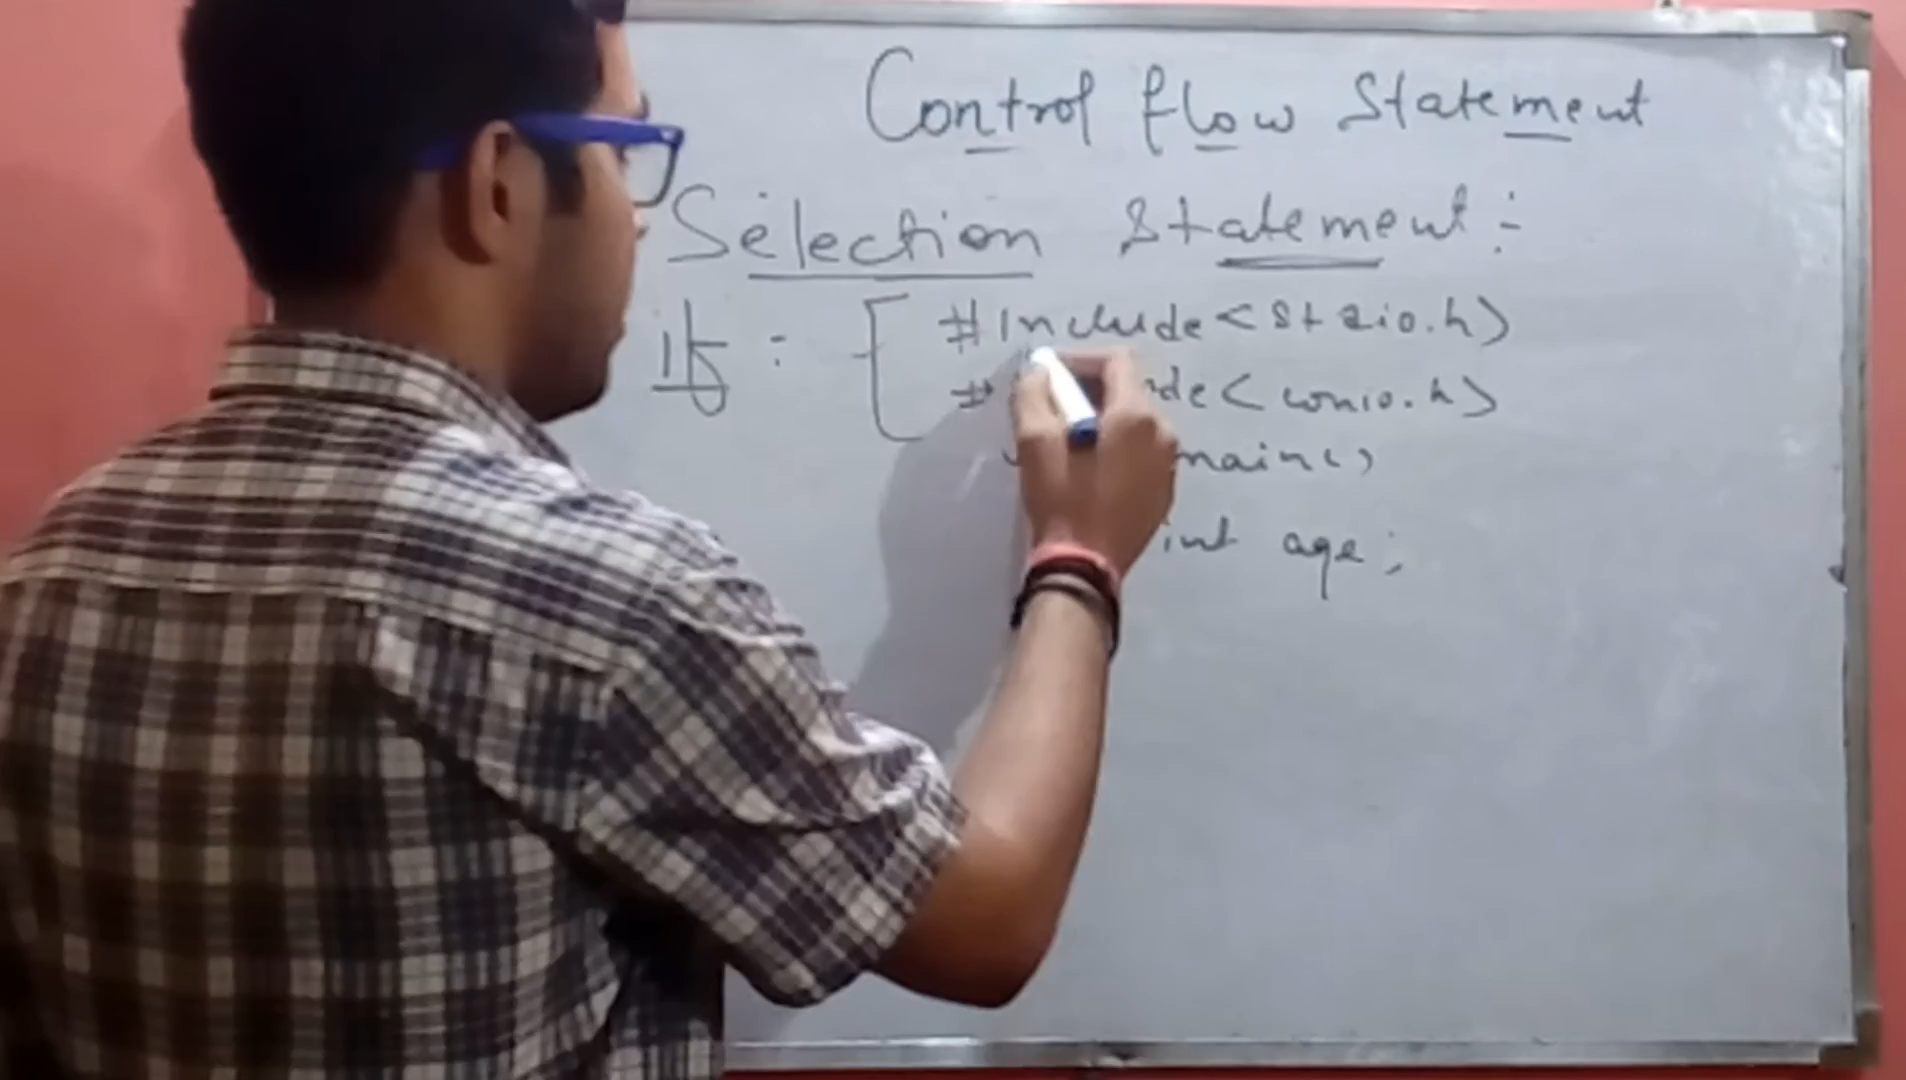 Control flow Statement
Selection Statement :-
if : #include<stdio.h>
#de<conio.h>
main()
int age;